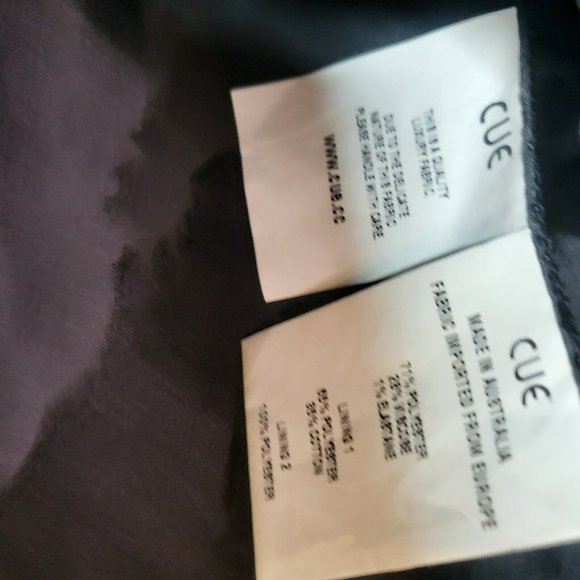 CUE
THIS IS A QUALITY
LUXURY FABRIC
DUE TO THE DELICATE
NATURE OF THIS FABRIC
PLEASE HANDLE WITH CARE
WWW.CUE.CC
CUE
MADE IN AUSTRALIA
FABRIC IMPORTED FROM EUROPE
71% POLYESTER
28% VISCOSE
1% ELASTANE
LINING 1
65% POLYESTER
35% COTTON
LINING 2
100% POLYESTER